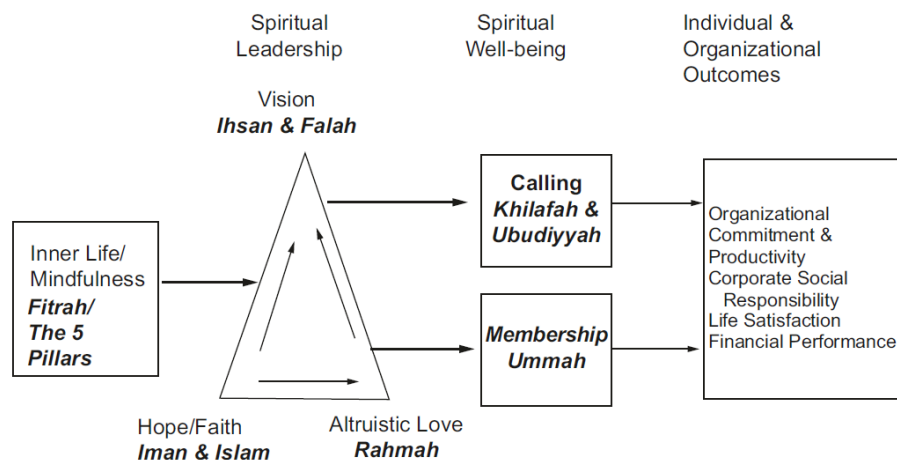 Spiritual
Leadership
Spiritual
Well-being
Individual &
Organizational
Outcomes
Vision
Ihsan & Falah
Inner Life/
Mindfulness
Fitrah/
The 5
Pillars
Hope/Faith
Iman & Islam
Altruistic Love
Rahmah
Calling
Khilafah &
Ubudiyyah
Membership
Ummah
Organizational
Commitment &
Productivity
Corporate Social
Responsibility
Life Satisfaction
Financial Performance